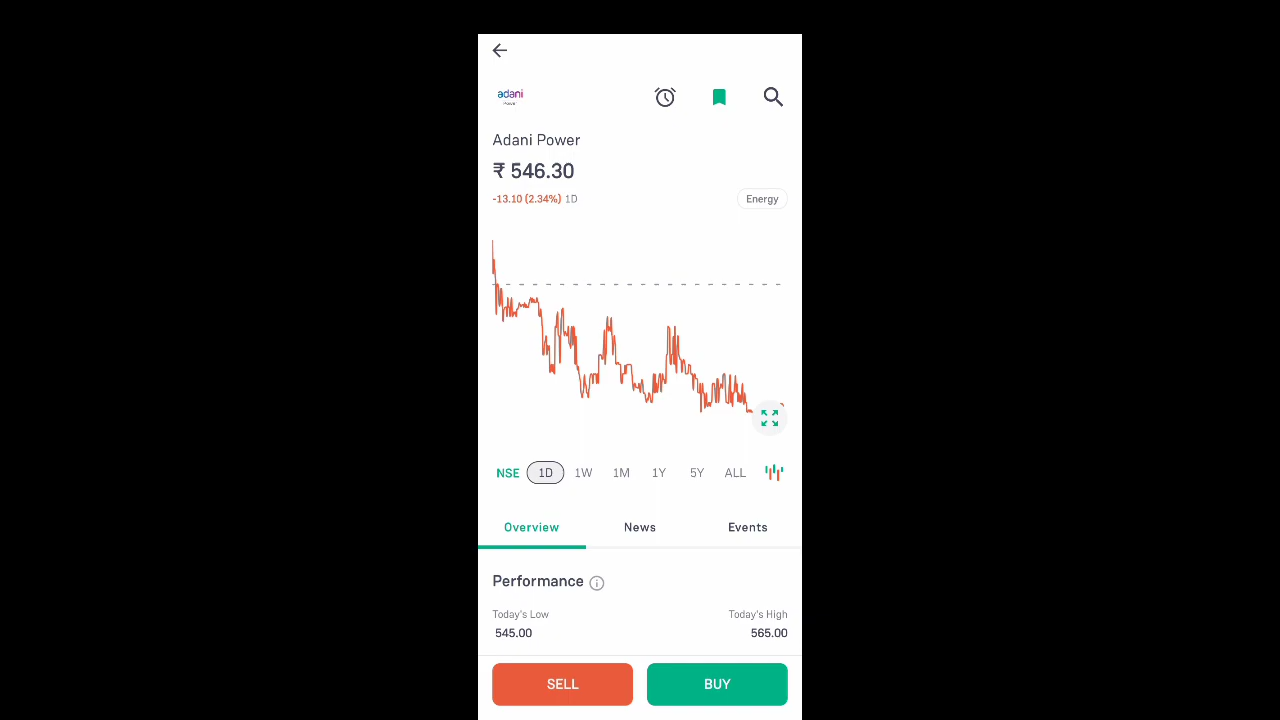 adani
Power
Adani Power
₹ 546.30
-13.10 (2.34%) 1D
Energy
NSE 1D 1W 1M 1Y 5Y ALL
Overview News Events
Performance
Today's Low Today's High
545.00 565.00
SELL BUY